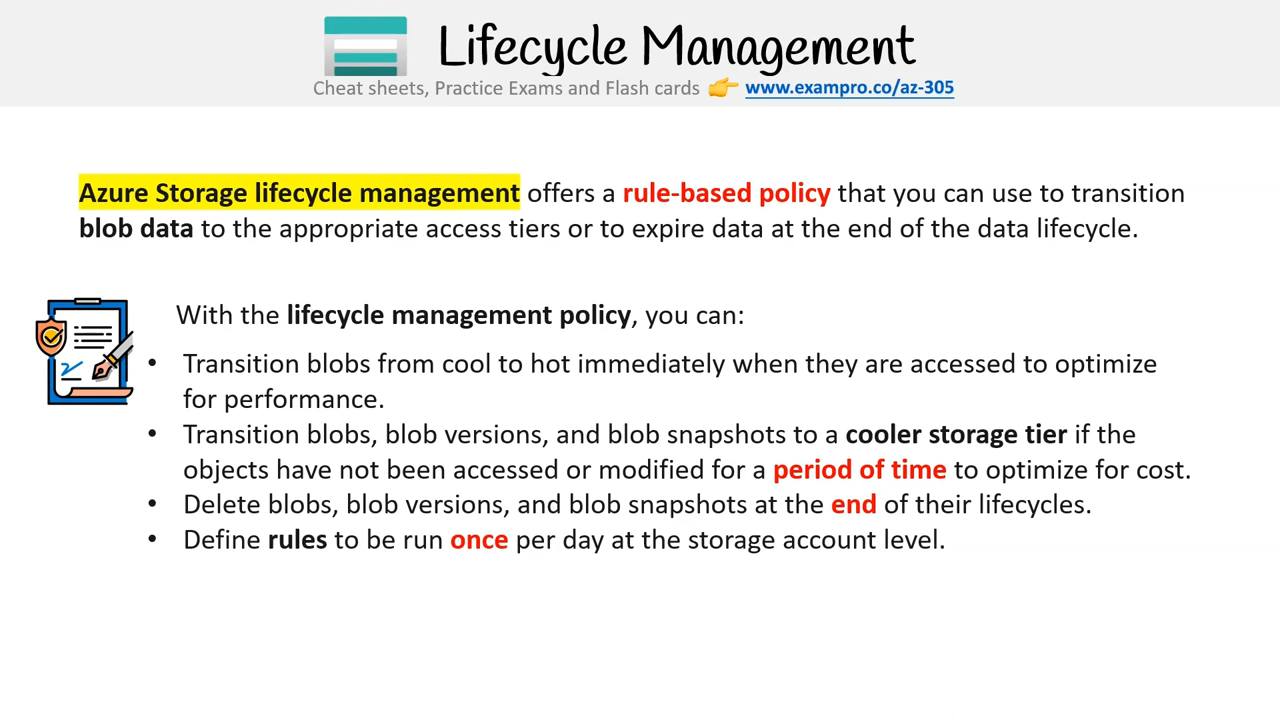 Lifecycle Management
Cheat sheets, Practice Exams and Flash cards 👉 www.exampro.co/az-305
Azure Storage lifecycle management offers a rule-based policy that you can use to transition
blob data to the appropriate access tiers or to expire data at the end of the data lifecycle.
With the lifecycle management policy, you can:
• Transition blobs from cool to hot immediately when they are accessed to optimize
for performance.
• Transition blobs, blob versions, and blob snapshots to a cooler storage tier if the
objects have not been accessed or modified for a period of time to optimize for cost.
• Delete blobs, blob versions, and blob snapshots at the end of their lifecycles.
• Define rules to be run once per day at the storage account level.